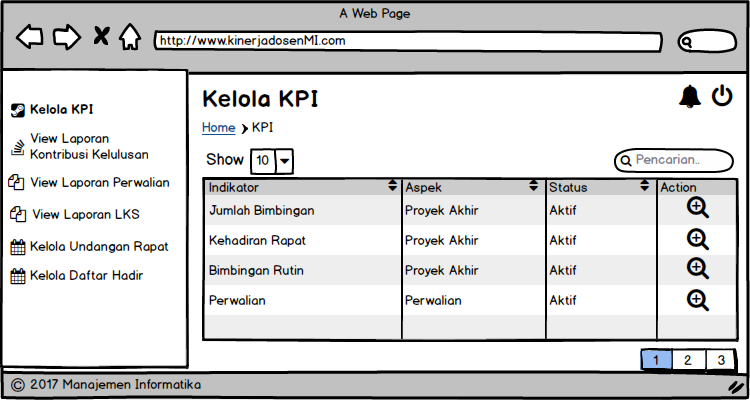 A Web Page
http://www.kinerjadosenMI.com
Kelola KPI
View Laporan
Kontribusi Kelulusan
View Laporan Perwalian
View Laporan LKS
Kelola Undangan Rapat
Kelola Daftar Hadir
Kelola KPI
Home KPI
Show 10
Pencarian..
Indikator Aspek Status Action
Jumlah Bimbingan Proyek Akhir Aktif
Kehadiran Rapat Proyek Akhir Aktif
Bimbingan Rutin Proyek Akhir Aktif
Perwalian Perwalian Aktif
1 2 3
© 2017 Manajemen Informatika